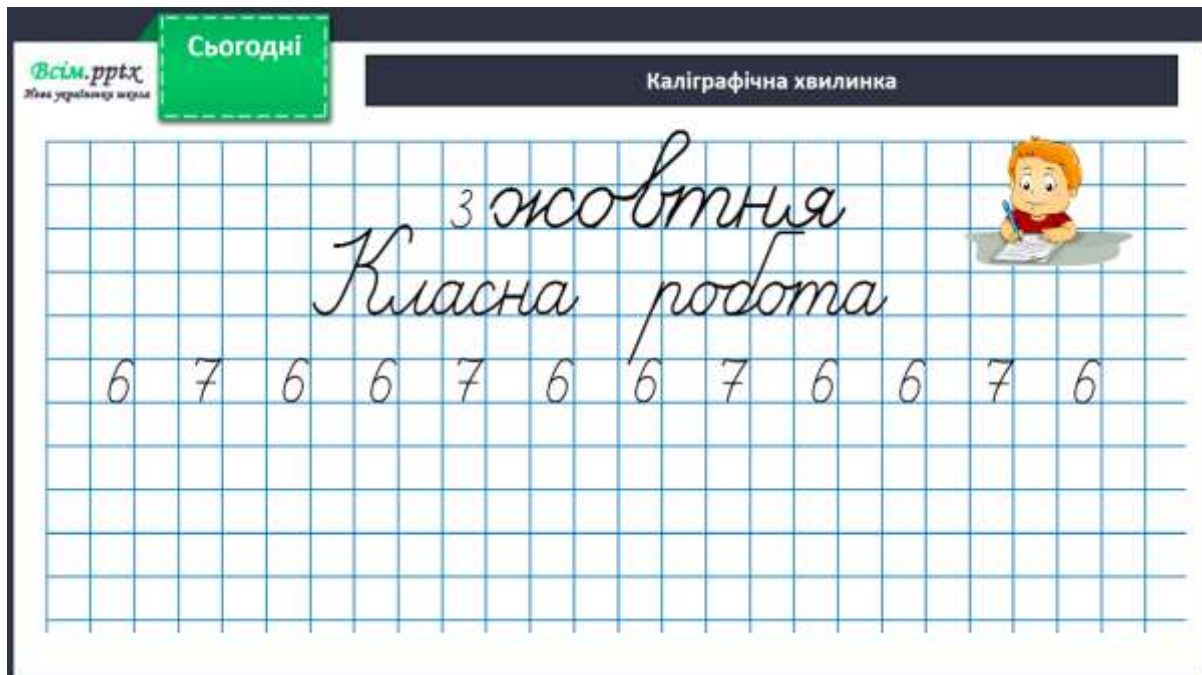 Сьогодні
Всім.pptx
Нова українська школа
Каліграфічна хвилинка
3 жовтня
Класна робота
6 7 6 6 7 6 6 7 6 6 7 6